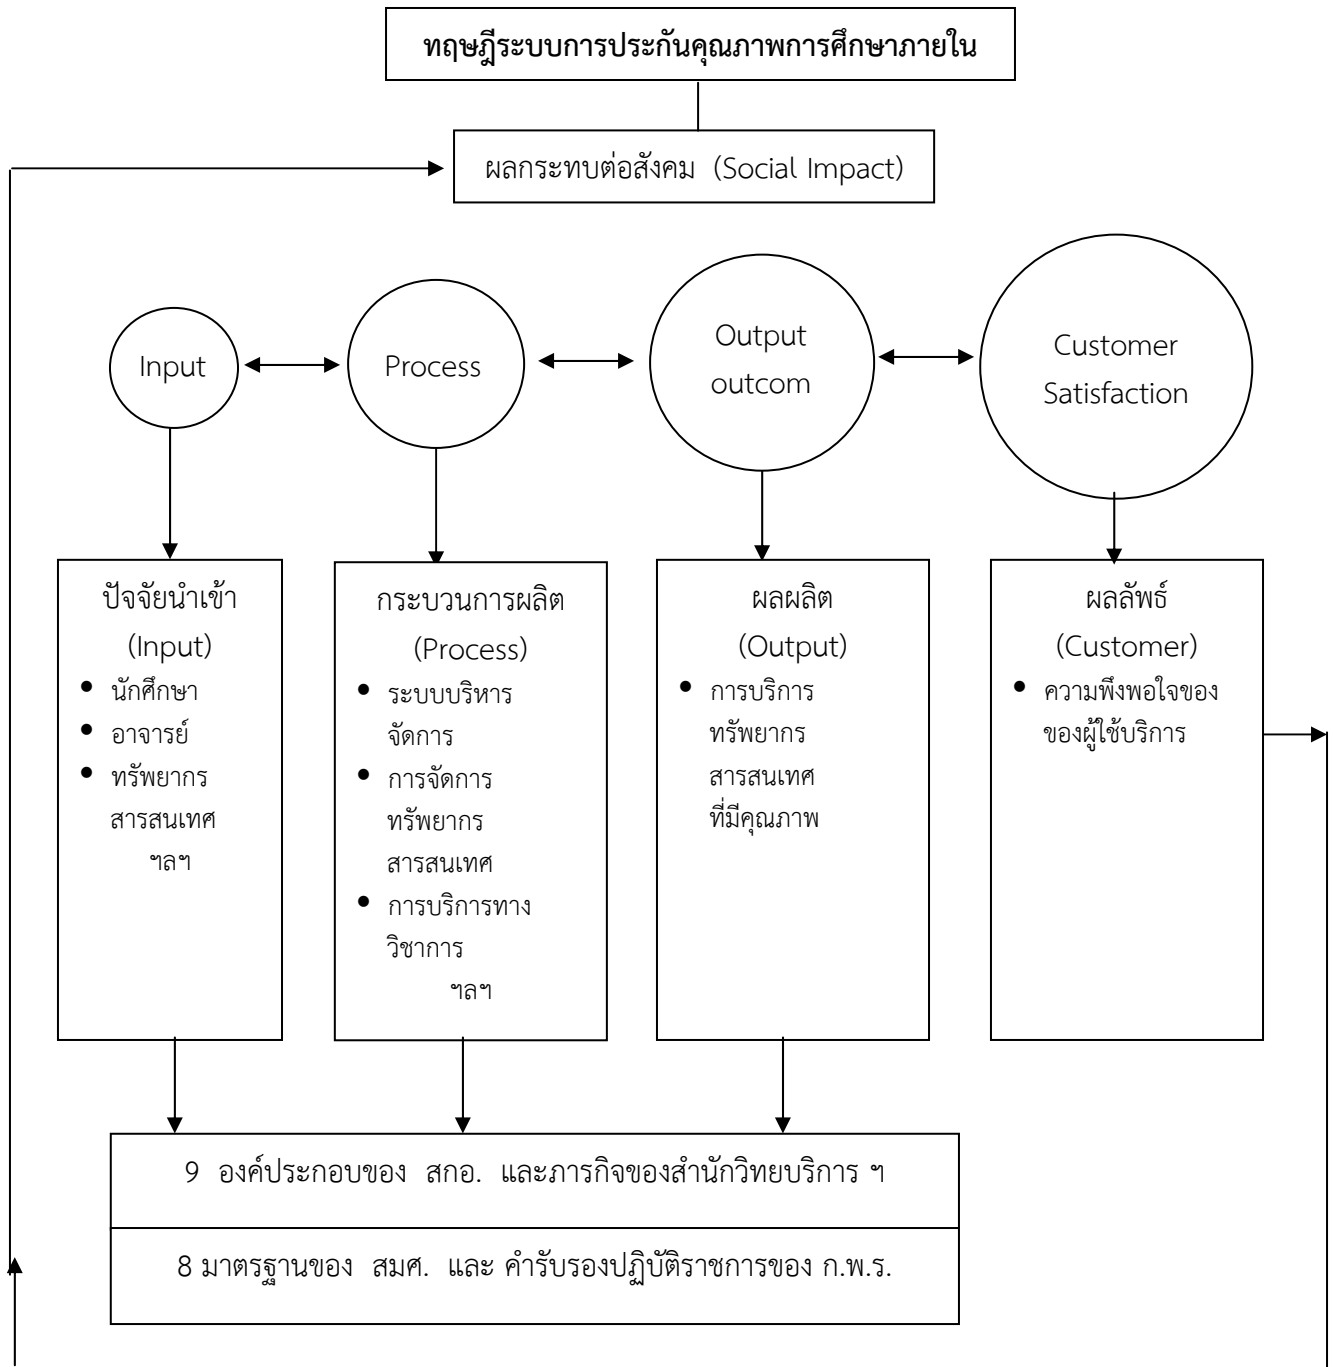 ทฤษฎีระบบการประกันคุณภาพการศึกษาภายใน
ผลกระทบต่อสังคม (Social Impact)
Input
Process
Output
outcom
Customer
Satisfaction
ปัจจัยนำเข้า
(Input)
• นักศึกษา
• อาจารย์
• ทรัพยากร
สารสนเทศ
ฯลฯ
กระบวนการผลิต
(Process)
• ระบบบริหาร
จัดการ
• การจัดการ
ทรัพยากร
สารสนเทศ
• การบริการทาง
วิชาการ
ฯลฯ
ผลผลิต
(Output)
• การบริการ
ทรัพยากร
สารสนเทศ
ที่มีคุณภาพ
ผลลัพธ์
(Customer)
• ความพึงพอใจของ
ของผู้ใช้บริการ
9 องค์ประกอบของ สกอ. และภารกิจของสำนักวิทยบริการ ฯ
8 มาตรฐานของ สมศ. และ คำรับรองปฏิบัติราชการของ ก.พ.ร.